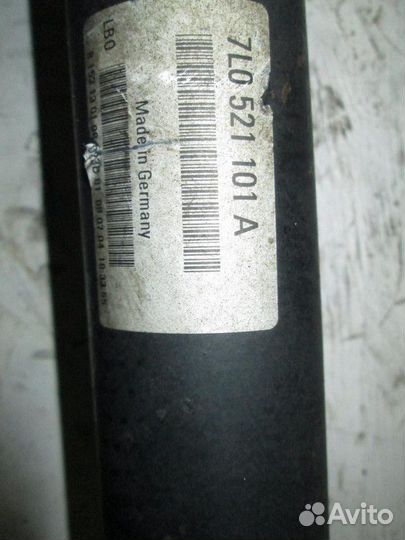 7L0 521 101 A
Made in Germany
LBO
Avito